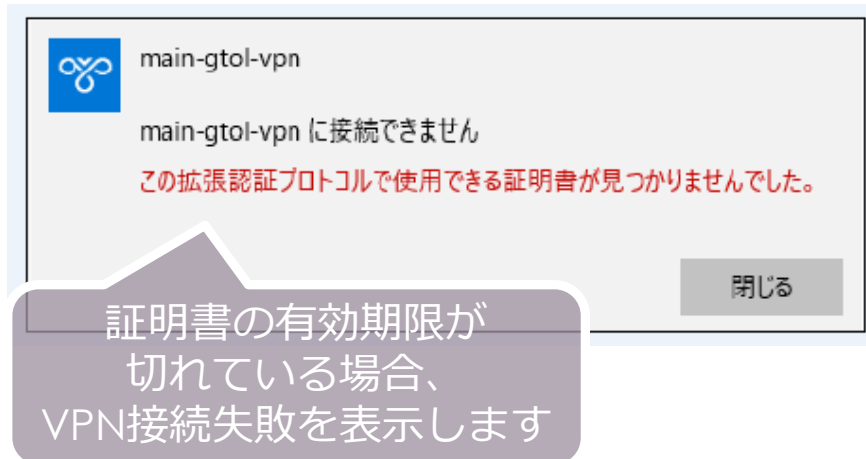 main-gtol-vpn
main-gtol-vpn に接続できません
この拡張認証プロトコルで使用できる証明書が見つかりませんでした。
閉じる
証明書の有効期限が
切れている場合、
VPN接続失敗を表示します